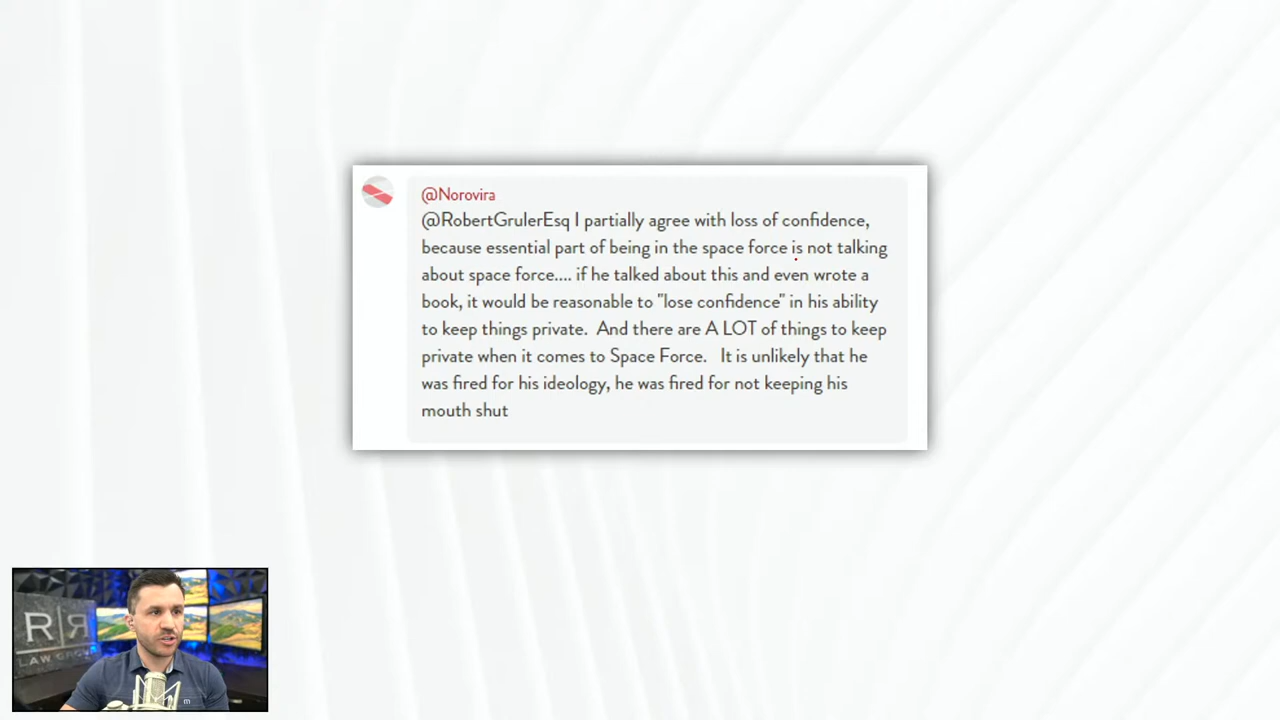 @Norovira
@RobertGrulerEsq I partially agree with loss of confidence,
because essential part of being in the space force is not talking
about space force.... if he talked about this and even wrote a
book, it would be reasonable to "lose confidence" in his ability
to keep things private.  And there are A LOT of things to keep
private when it comes to Space Force.   It is unlikely that he
was fired for his ideology, he was fired for not keeping his
mouth shut
R|R
LAW GROUP
m